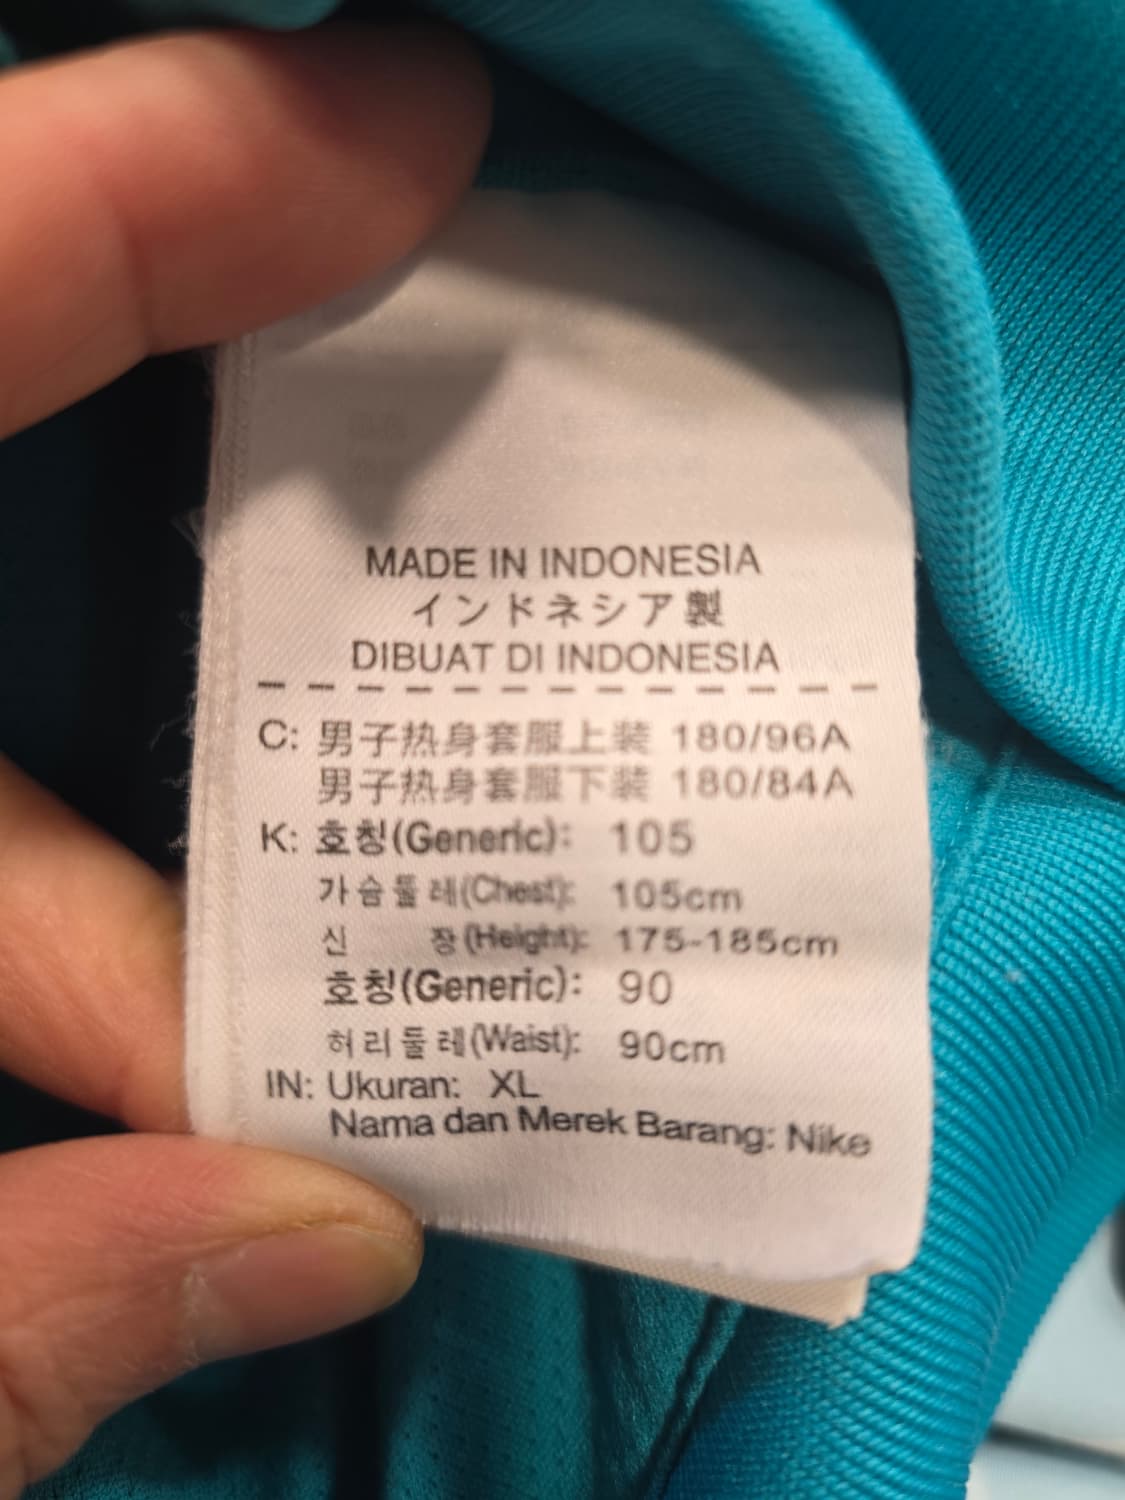 MADE IN INDONESIA
インドネシア製
DIBUAT DI INDONESIA
C: 男子热身套服上装 180/96A
男子热身套服下装 180/84A
K: 호칭(Generic): 105
가슴둘레(Chest): 105cm
신 장(Height): 175-185cm
호칭(Generic): 90
허리둘레(Waist): 90cm
IN: Ukuran: XL
Nama dan Merek Barang: Nike